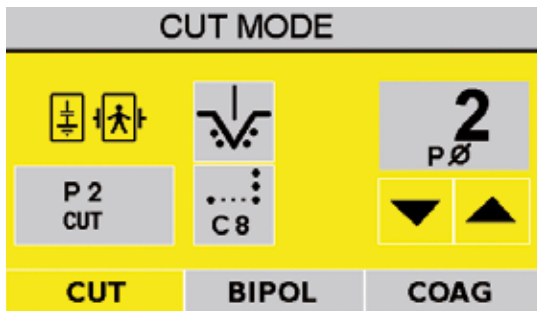 CUT MODE
2
PØ
P 2
CUT
C 8
CUT BIPOL COAG